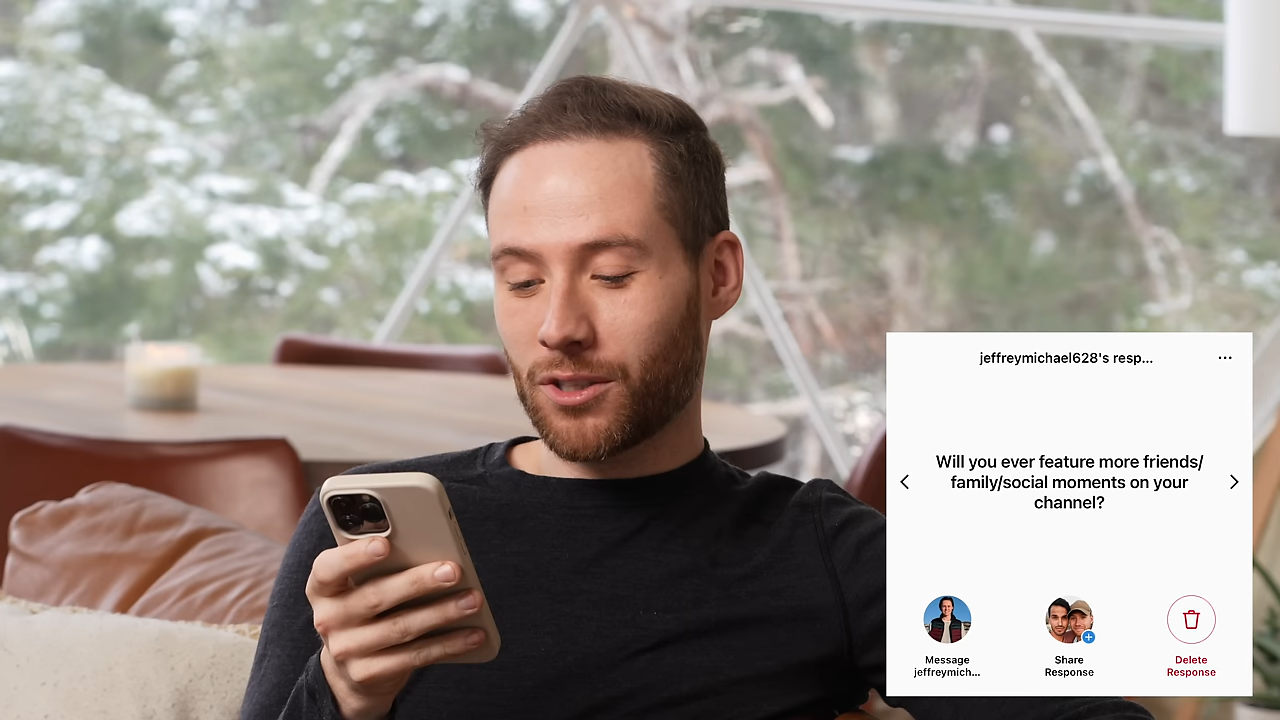 jeffreymichael628's resp...
Will you ever feature more friends/
family/social moments on your
channel?
Message
jeffreymich...
Share
Response
Delete
Response